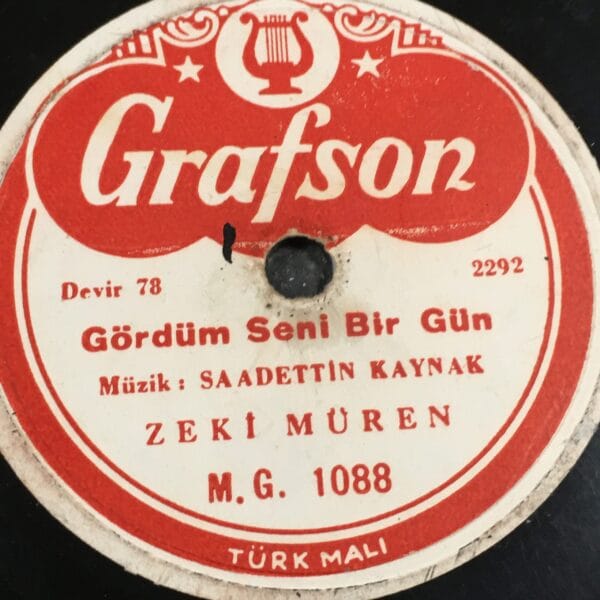 Grafson
Devir 78
2292
Gördüm Seni Bir Gün
Müzik: SAADETTİN KAYNAK
ZEKİ MÜREN
M.G. 1088
TÜRK MALI